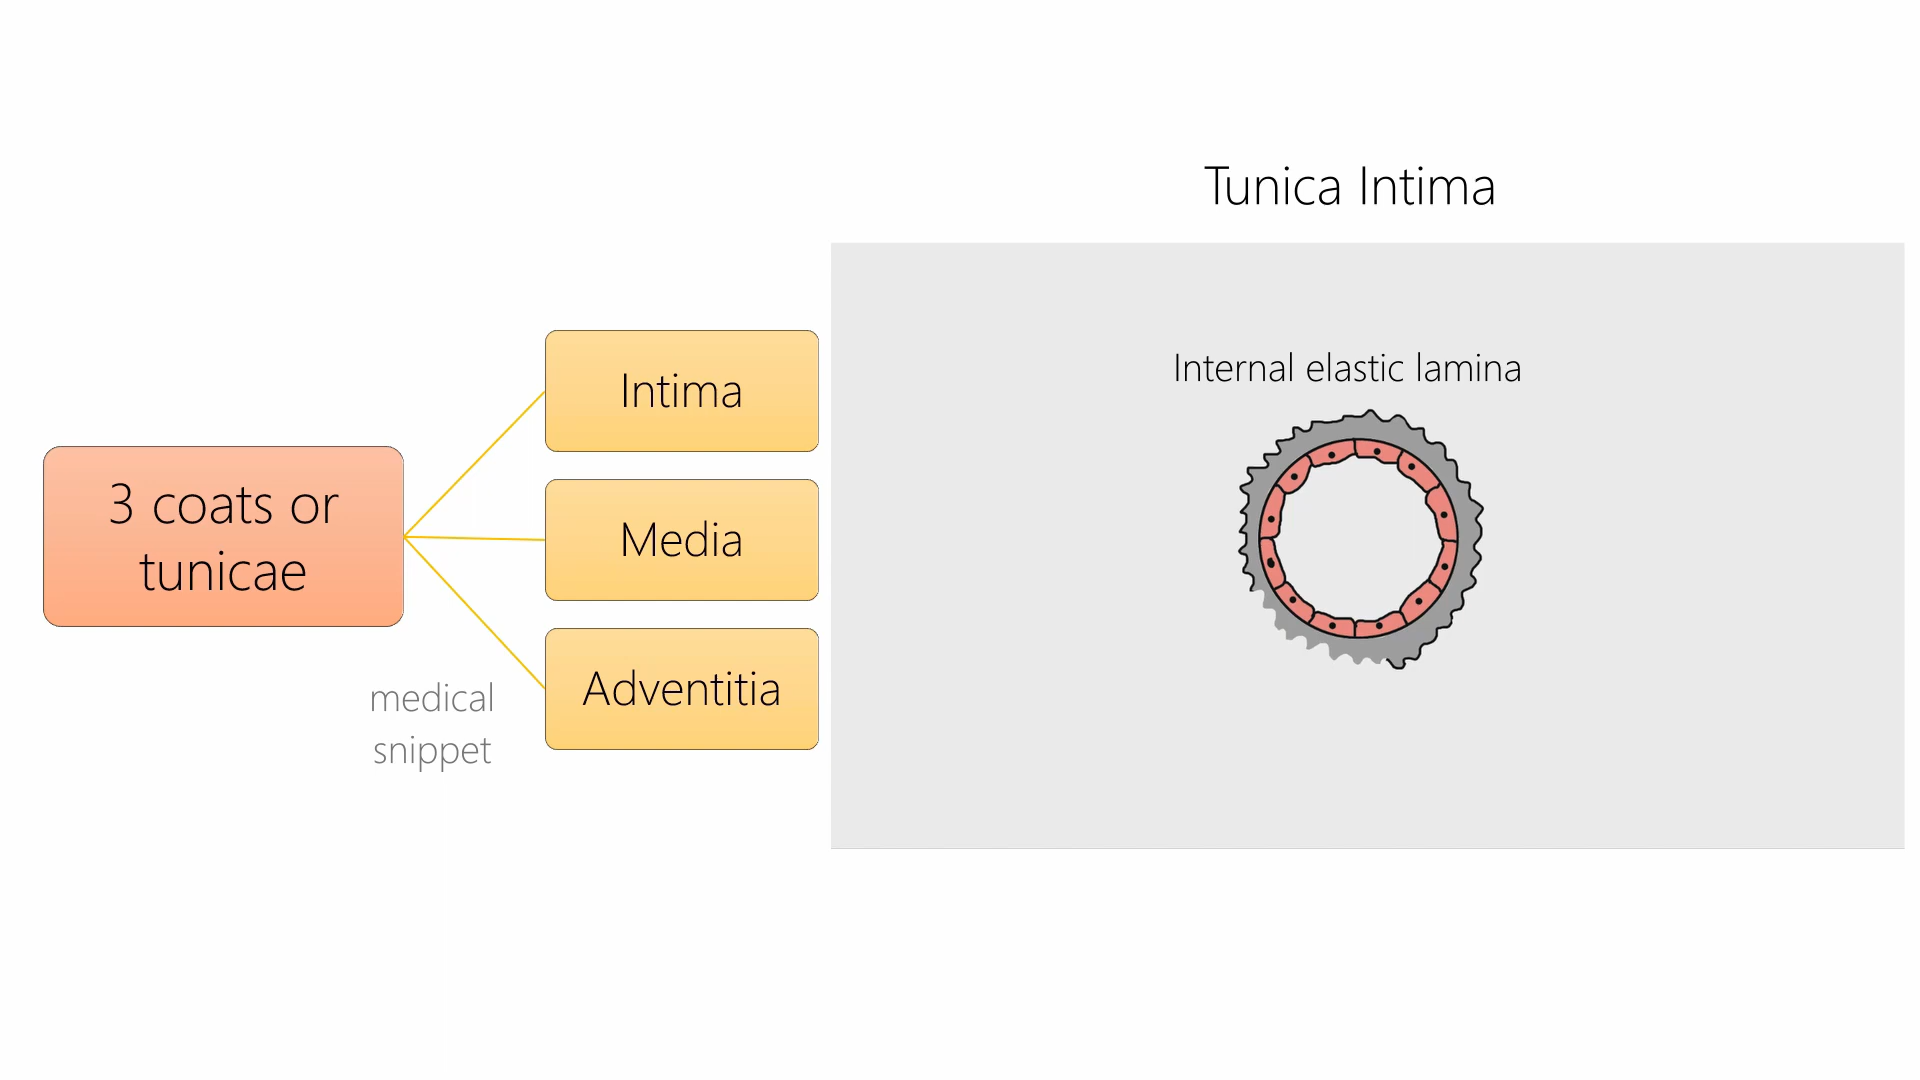 Tunica Intima
Internal elastic lamina
3 coats or
tunicae
Intima
Media
Adventitia
medical
snippet